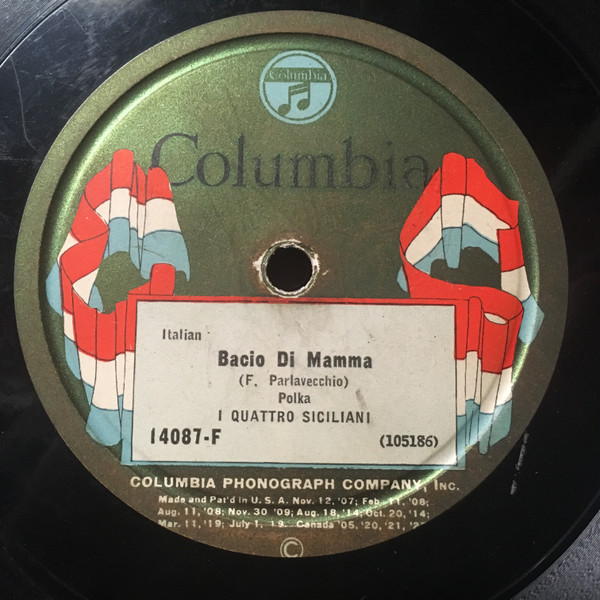 Columbia
Columbia
Italian
Bacio Di Mamma
(F. Parlavecchio)
Polka
I QUATTRO SICILIANI
14087-F (105186)
COLUMBIA PHONOGRAPH COMPANY, INC.
Made and Pat'd in U. S. A. Nov. 12, '07; Feb. 11, '08;
Aug. 11, '08; Nov. 30 '09; Aug. 18, '14; Oct. 20, '14;
Mar. 11, '19; July 1, 19. Canada '05, '20, '21,
©